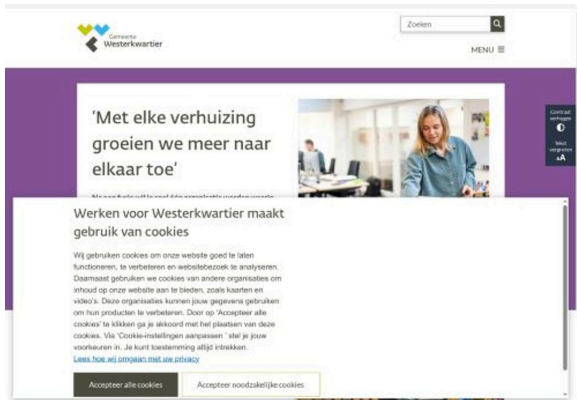 Gemeente
Westerkwartier
Zoeken
MENU
'Met elke verhuizing
groeien we meer naar
elkaar toe'
Contrast
verhogen
Tekst
vergroten
AA
Werken voor Westerkwartier maakt
gebruik van cookies
Wij gebruiken cookies om onze website goed te laten
functioneren, te verbeteren en websitebezoek te analyseren.
Daarnaast gebruiken we cookies van andere organisaties om
inhoud op onze website aan te bieden, zoals kaarten en
video's. Deze organisaties kunnen jouw gegevens gebruiken
om hun producten te verbeteren. Door op 'Accepteer alle
cookies' te klikken ga je akkoord met het plaatsen van deze
cookies. Via 'Cookie-instellingen aanpassen ' stel je jouw
voorkeuren in. Je kunt toestemming altijd intrekken.
Lees hoe wij omgaan met uw privacy
Accepteer alle cookies
Accepteer noodzakelijke cookies